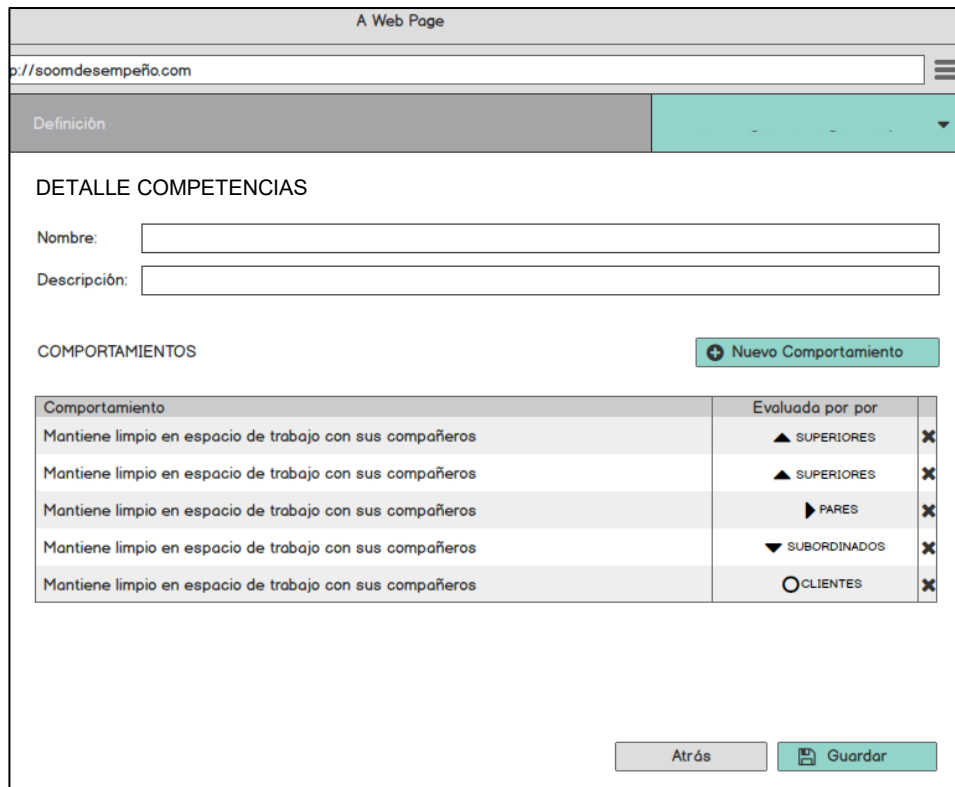 A Web Page
p://soomdesempeño.com
Definición
DETALLE COMPETENCIAS
Nombre:
Descripción:
COMPORTAMIENTOS
Nuevo Comportamiento
Comportamiento Evaluada por por
Mantiene limpio en espacio de trabajo con sus compañeros SUPERIORES
Mantiene limpio en espacio de trabajo con sus compañeros SUPERIORES
Mantiene limpio en espacio de trabajo con sus compañeros PARES
Mantiene limpio en espacio de trabajo con sus compañeros SUBORDINADOS
Mantiene limpio en espacio de trabajo con sus compañeros CLIENTES
Atrás Guardar